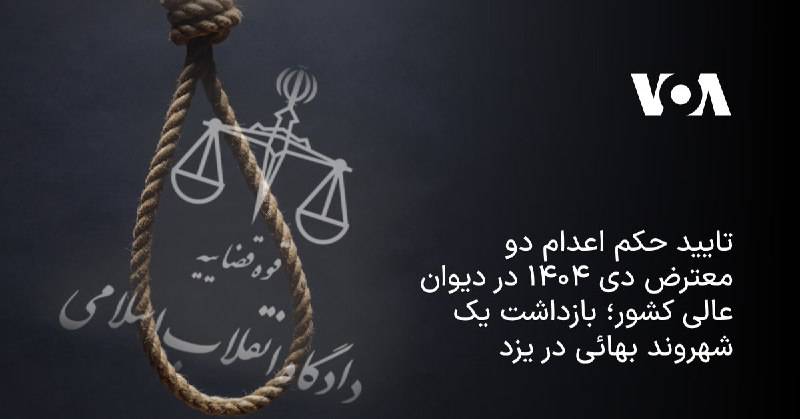 VOA
تایید حکم اعدام دو
معترض دی ۱۴۰۴ در دیوان
عالی کشور؛ بازداشت یک
شهروند بهائی در یزد
قوه قضاییه
دادگاه انقلاب اسلامی